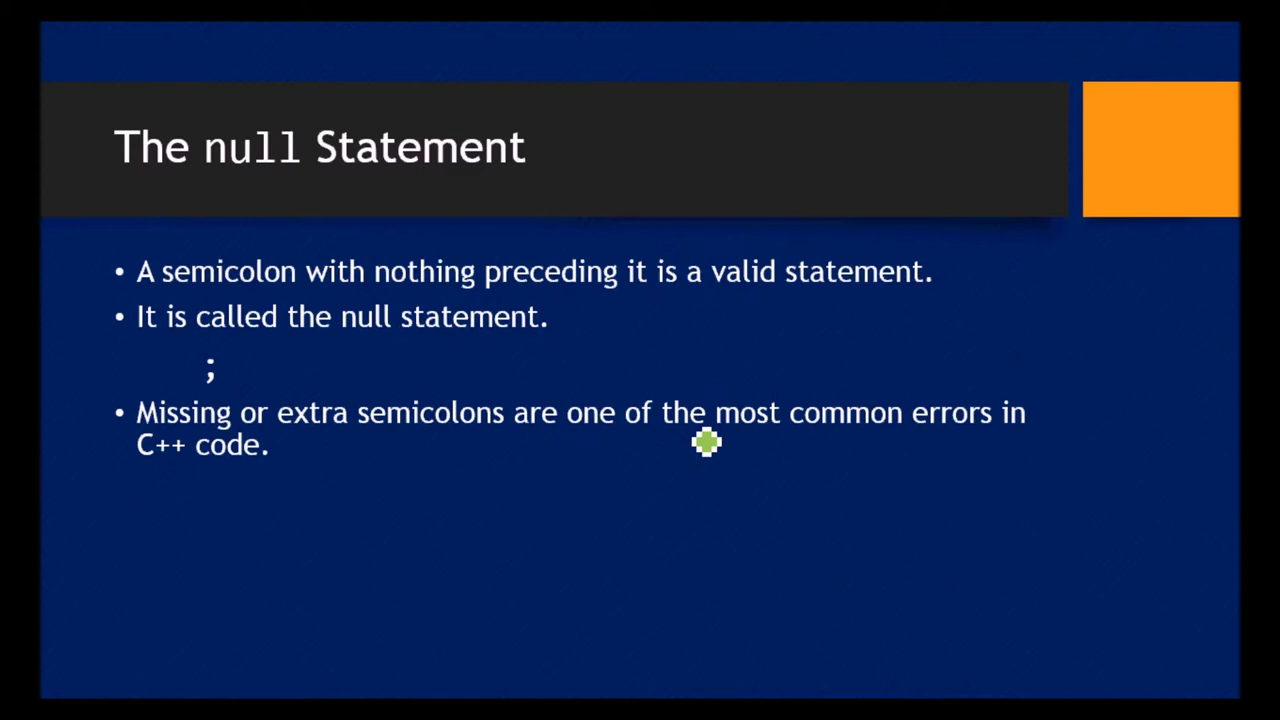 The null Statement
• A semicolon with nothing preceding it is a valid statement.
• It is called the null statement.
;
• Missing or extra semicolons are one of the most common errors in
C++ code.